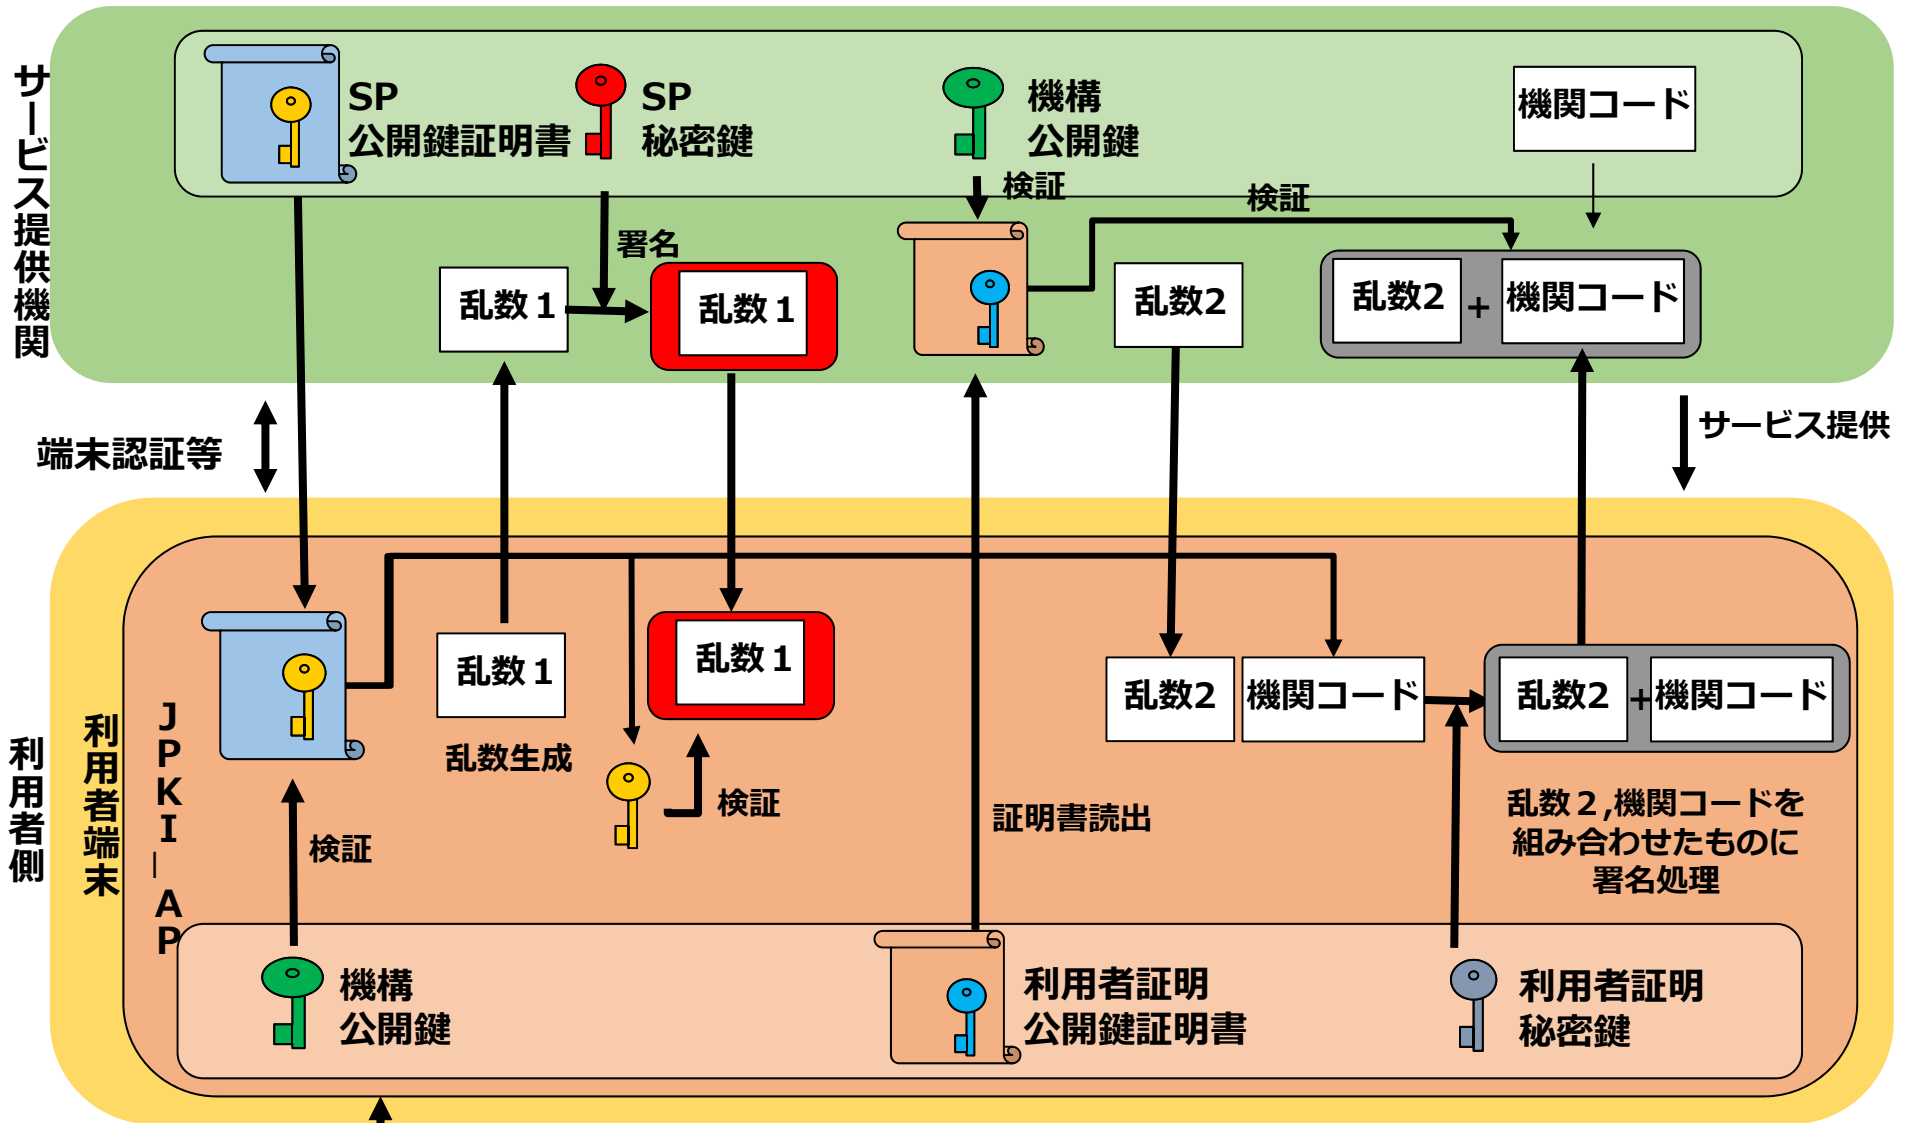 サービス提供機関
SP
公開鍵証明書
SP
秘密鍵
機構
公開鍵
機関コード
検証
検証
署名
乱数１
乱数１
乱数2
乱数2
+
機関コード
端末認証等
サービス提供
利用者側
利用者端末
JPKI_AP
乱数１
乱数生成
乱数１
検証
検証
乱数2
機関コード
乱数2
+
機関コード
証明書読出
乱数２,機関コードを
組み合わせたものに
署名処理
機構
公開鍵
利用者証明
公開鍵証明書
利用者証明
秘密鍵